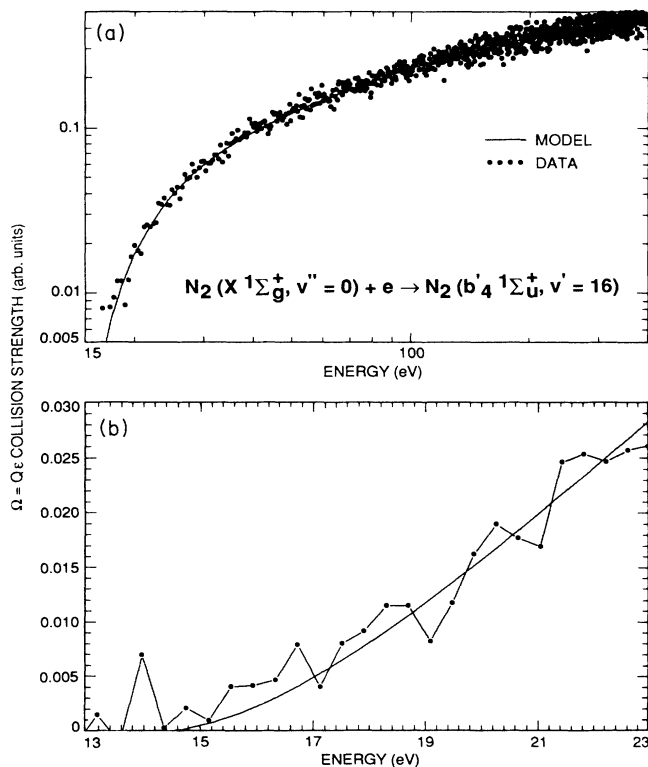 (a)
0.1
0.01
0.005
MODEL
DATA
N₂ (X ¹Σ⁺g, v" = 0) + e → N₂ (b'₄ ¹Σ⁺u, v' = 16)
15
100
ENERGY (eV)
Ω = Qε COLLISION STRENGTH (arb. units)
(b)
0.030
0.025
0.020
0.015
0.010
0.005
0
13
15
17
19
21
23
ENERGY (eV)